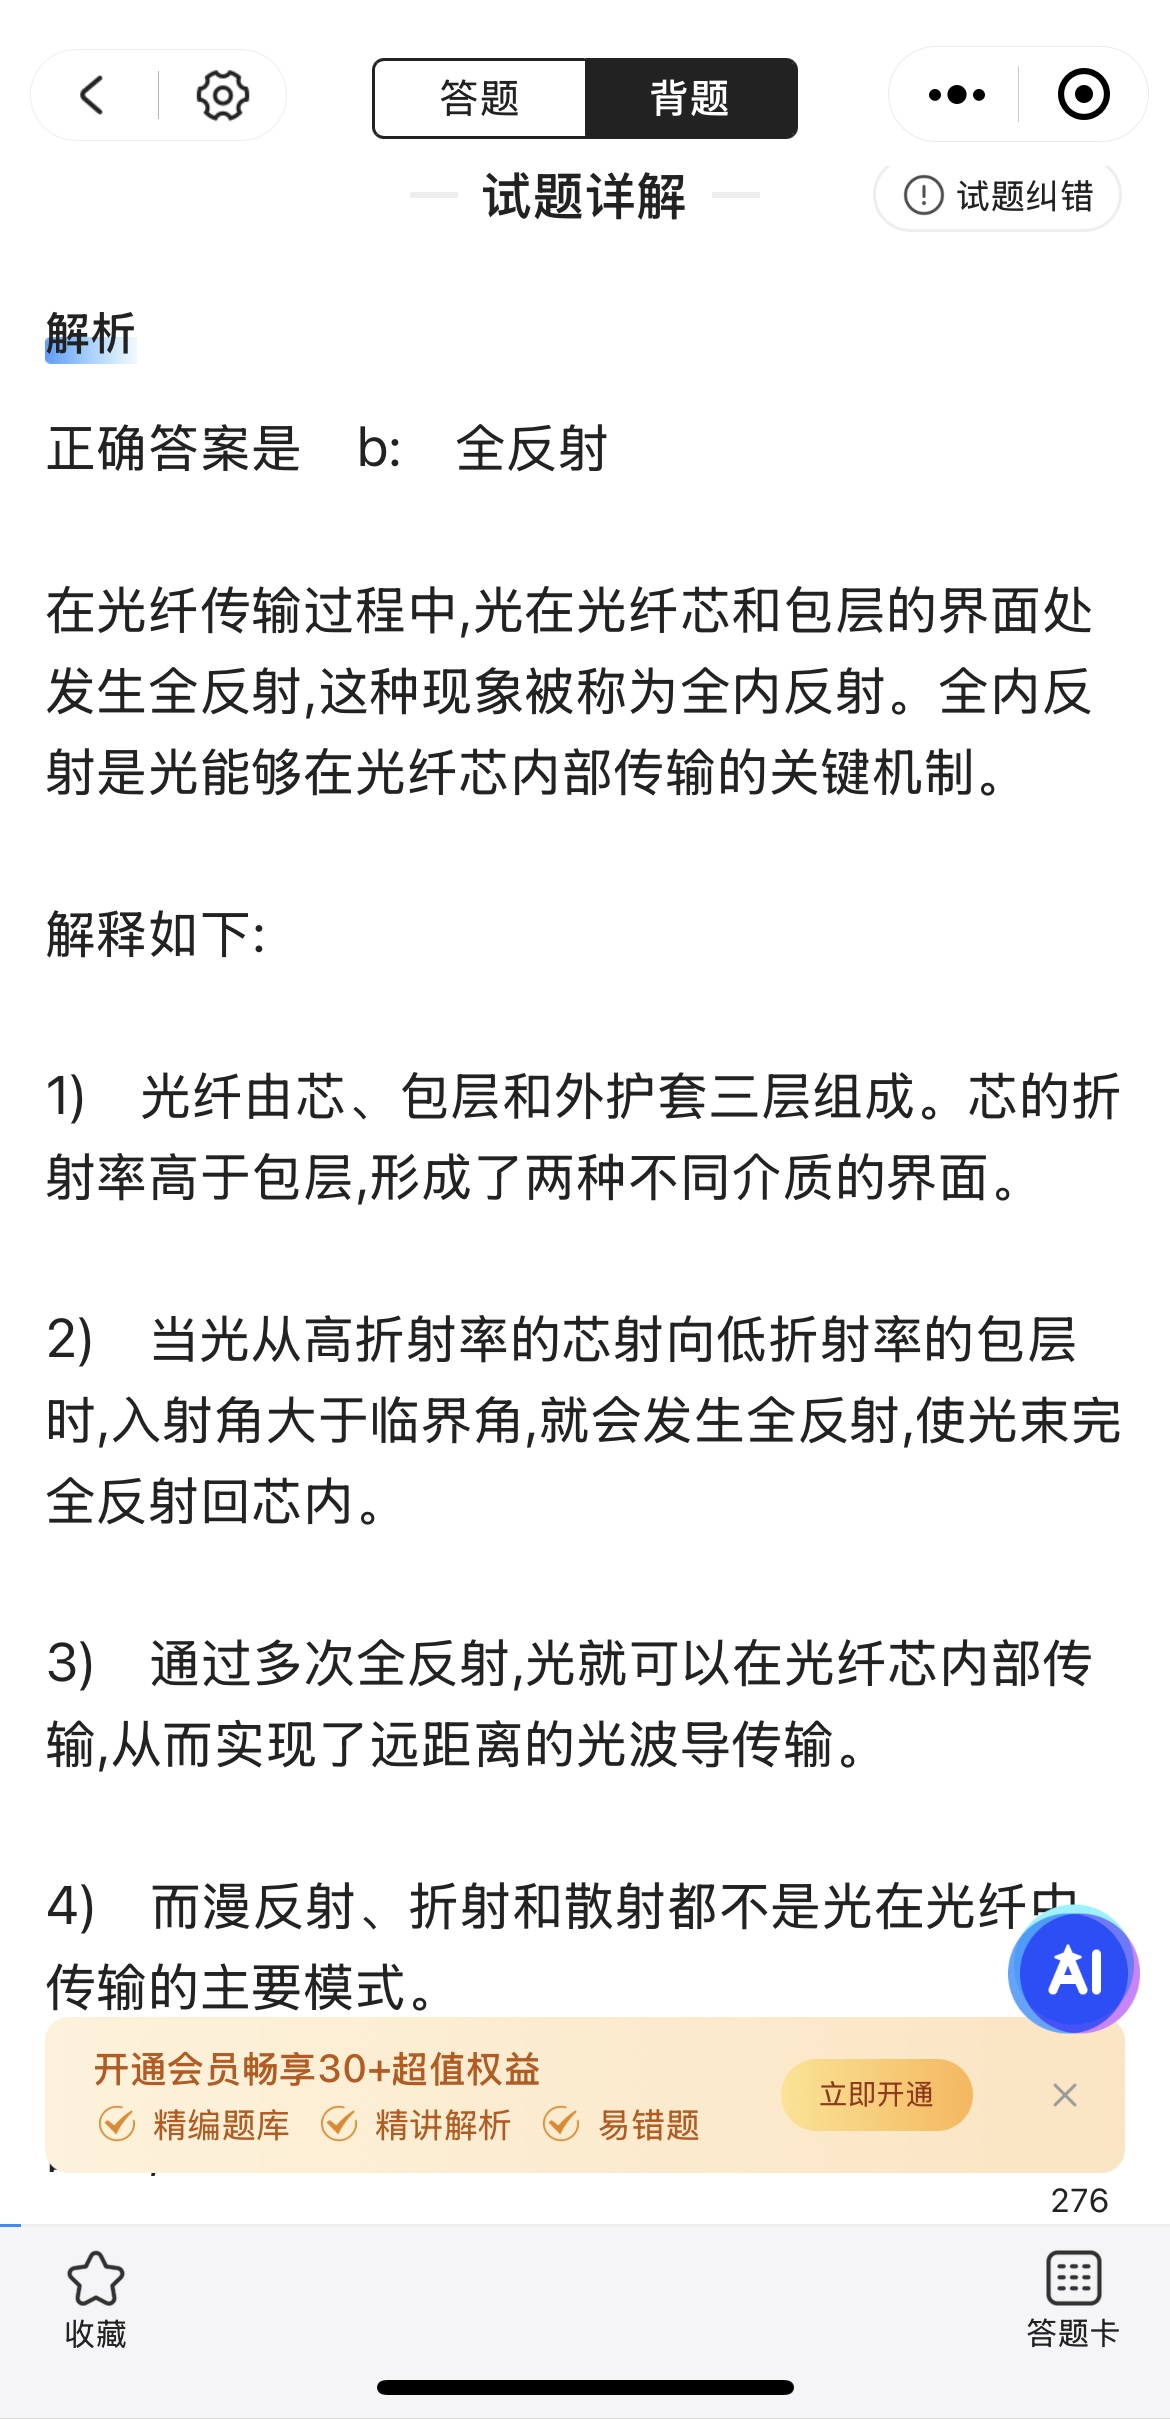 答题 背题
试题详解 试题纠错
解析
正确答案是 b: 全反射
在光纤传输过程中,光在光纤芯和包层的界面处
发生全反射,这种现象被称为全内反射。全内反
射是光能够在光纤芯内部传输的关键机制。
解释如下:
1) 光纤由芯、包层和外护套三层组成。芯的折
射率高于包层,形成了两种不同介质的界面。
2) 当光从高折射率的芯射向低折射率的包层
时,入射角大于临界角,就会发生全反射,使光束完
全反射回芯内。
3) 通过多次全反射,光就可以在光纤芯内部传
输,从而实现了远距离的光波导传输。
4) 而漫反射、折射和散射都不是光在光纤中
传输的主要模式。
AI
开通会员畅享30+超值权益
精编题库 精讲解析 易错题
立即开通
276
收藏 答题卡